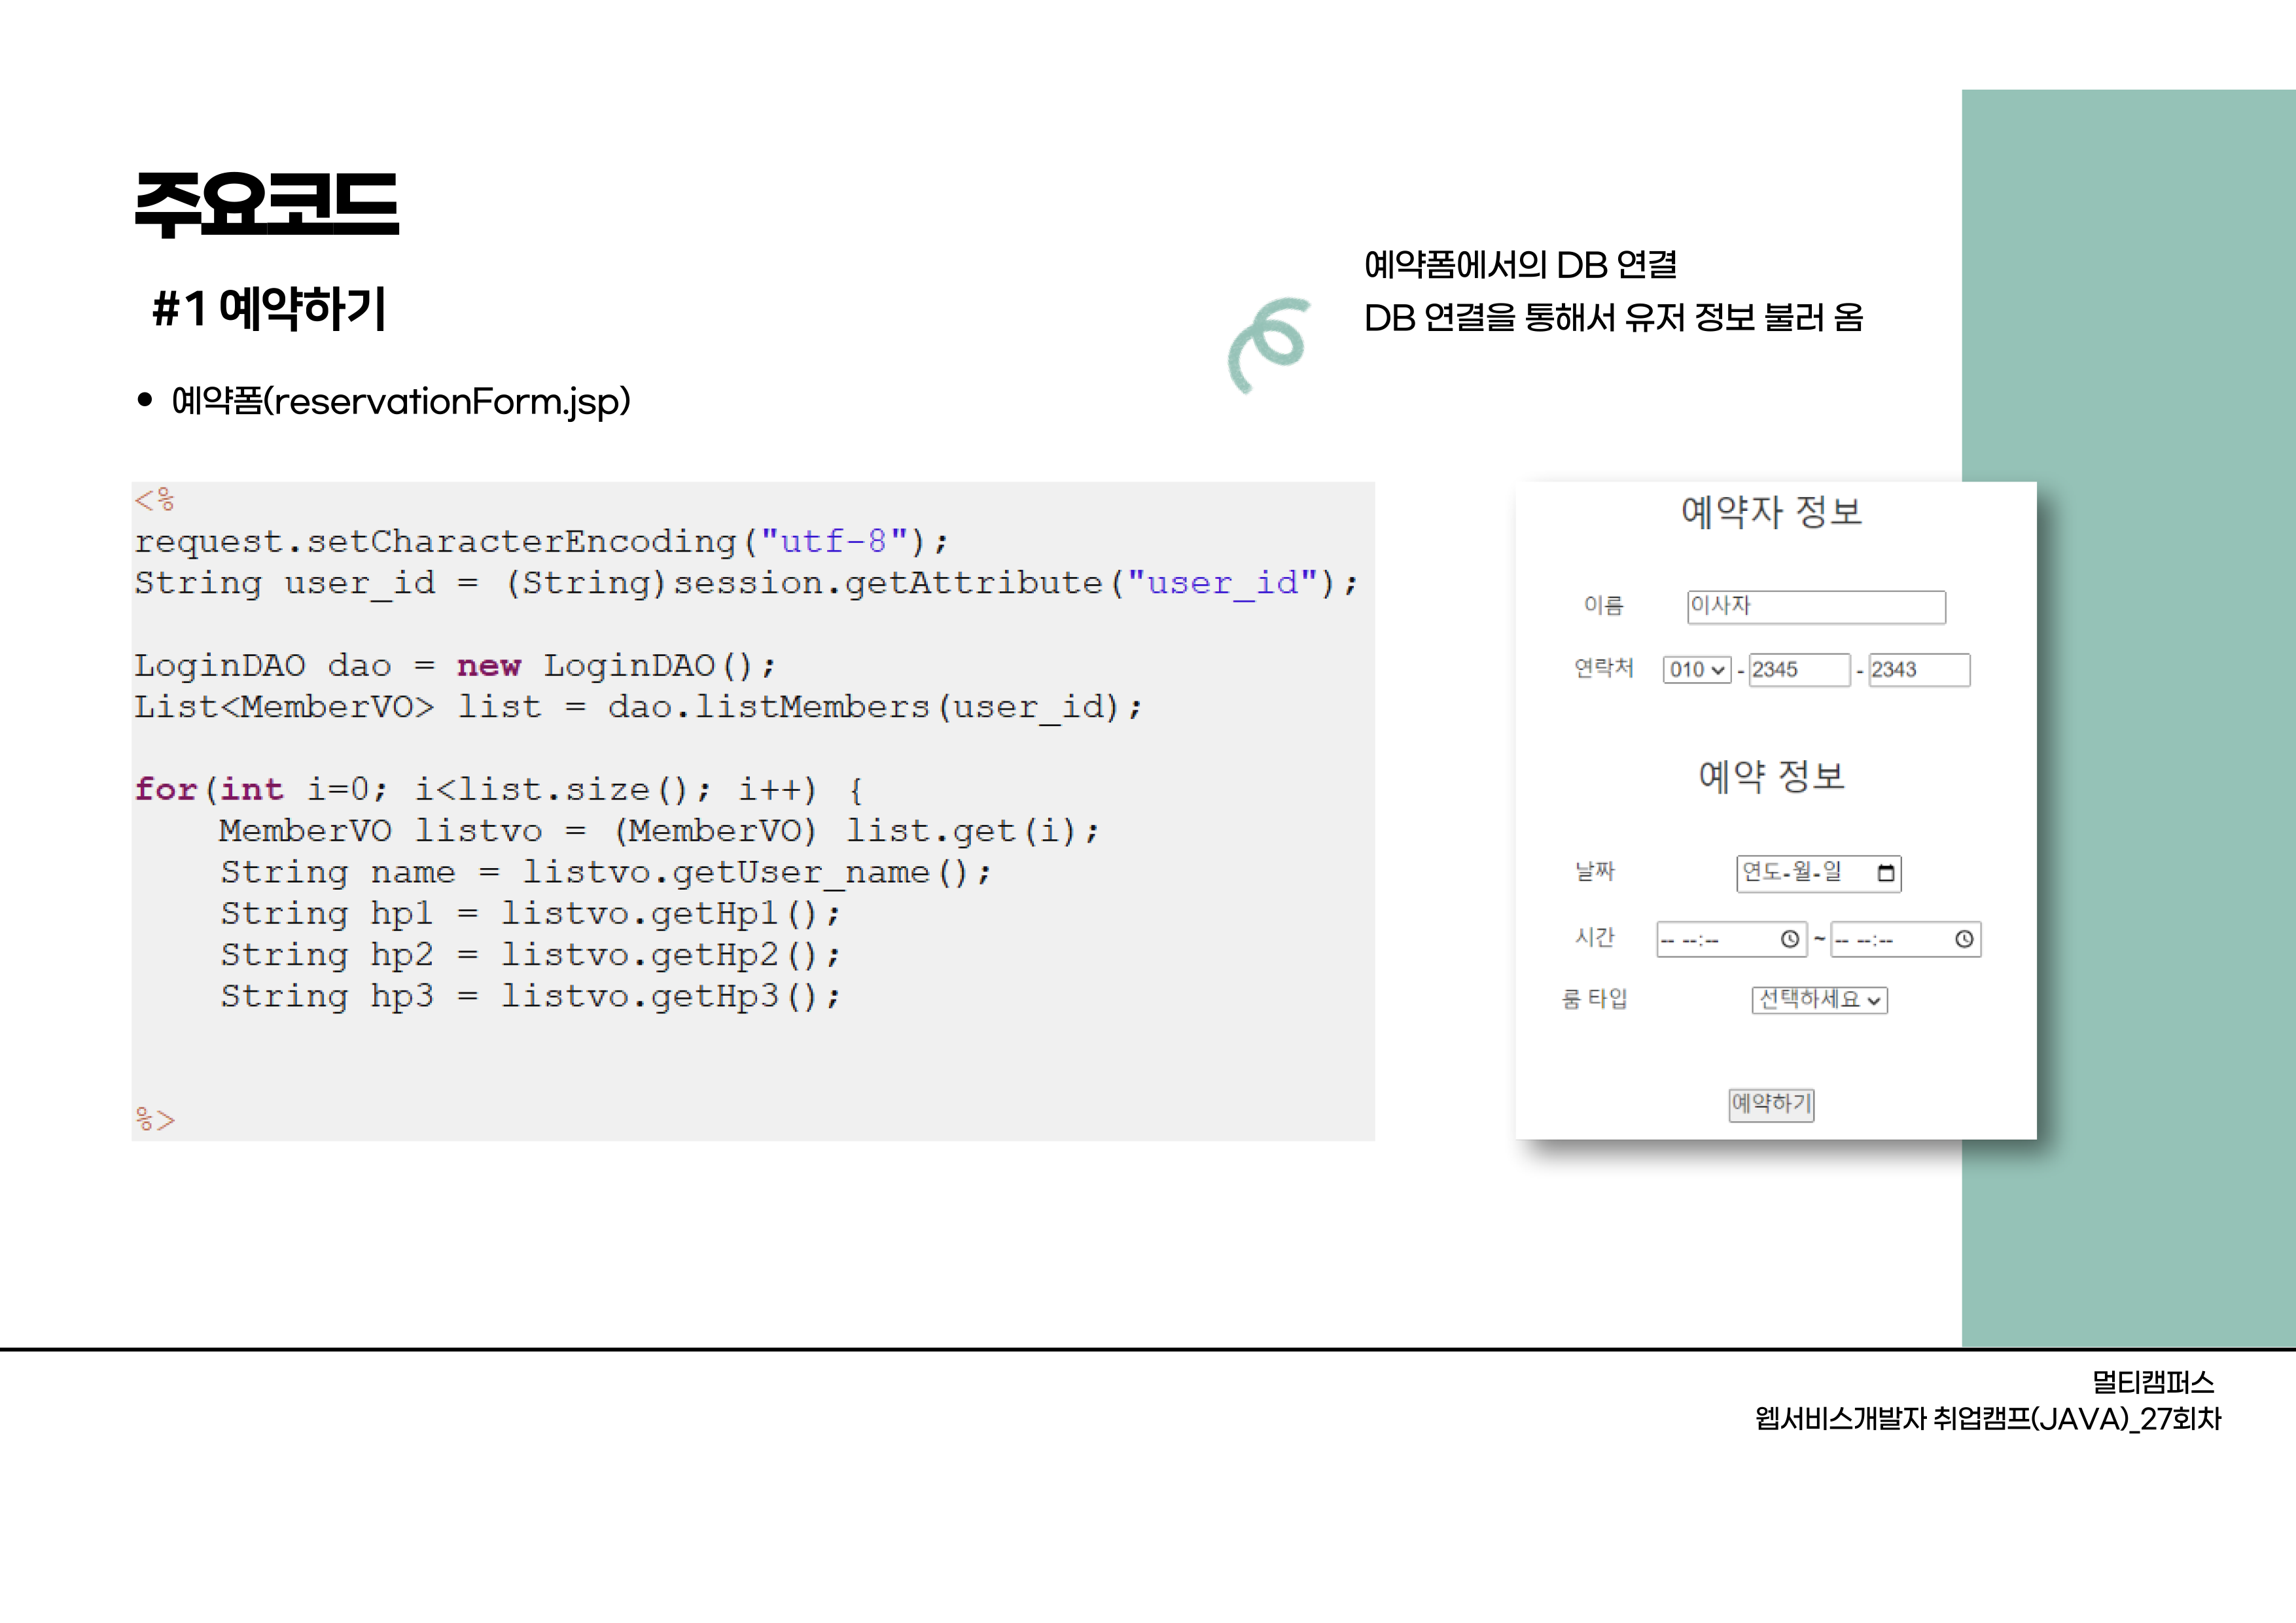 주요코드
#1 예약하기
예약폼에서의 DB 연결
DB 연결을 통해서 유저 정보 불러 옴
• 예약폼(reservationForm.jsp)
<%
request.setCharacterEncoding("utf-8");
String user_id = (String)session.getAttribute("user_id");
LoginDAO dao = new LoginDAO();
List<MemberVO> list = dao.listMembers(user_id);
for(int i=0; i<list.size(); i++) {
    MemberVO listvo = (MemberVO) list.get(i);
    String name = listvo.getUser_name();
    String hp1 = listvo.getHp1();
    String hp2 = listvo.getHp2();
    String hp3 = listvo.getHp3();
%>
예약자 정보
이름 이사자
연락처 010 - 2345 - 2343
예약 정보
날짜 연도-월-일
시간 -- --:-- ~ -- --:--
룸 타입 선택하세요
예약하기
멀티캠퍼스
웹서비스개발자 취업캠프(JAVA)_27회차